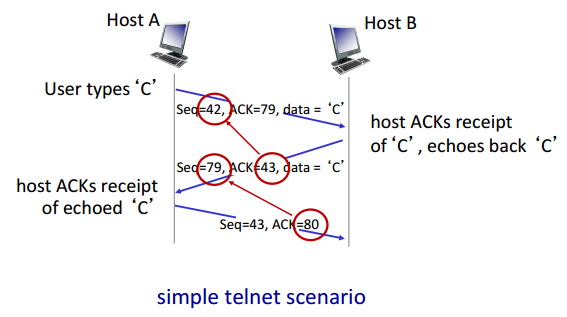 Host A
Host B
User types ‘C’
Seq=42, ACK=79, data = ‘C’
host ACKs receipt
of ‘C’, echoes back ‘C’
Seq=79, ACK=43, data = ‘C’
host ACKs receipt
of echoed ‘C’
Seq=43, ACK=80
simple telnet scenario